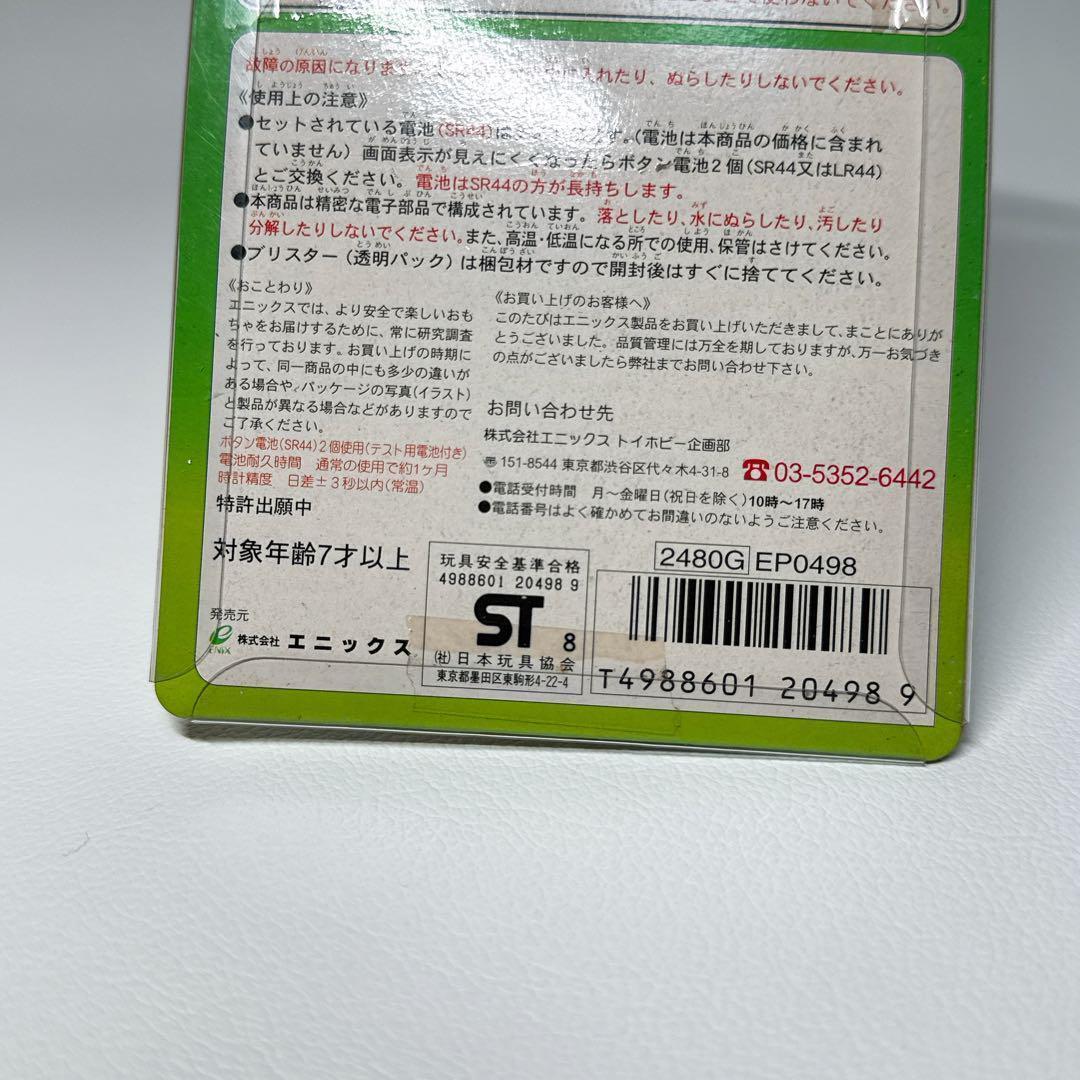 使わないでください。
故障の原因になりま
れたり、ぬらしたりしないでください。
《使用上の注意》
●セットされている電池(SR44)は
す。(電池は本商品の価格に含まれ
ていません) 画面表示が見えにくくなったらボタン電池2個(SR44又はLR44)
とご交換ください。電池はSR44の方が長持ちします。
●本商品は精密な電子部品で構成されています。落としたり、水にぬらしたり、汚したり
分解したりしないでください。また、高温・低温になる所での使用、保管はさけてください。
●ブリスター(透明パック)は梱包材ですので開封後はすぐに捨ててください。
《おことわり》
エニックスでは、より安全で楽しいおも
ちゃをお届けするために、常に研究調査
を行っております。お買い上げの時期に
よって、同一商品の中にも多少の違いが
ある場合や、パッケージの写真(イラスト)
と製品が異なる場合などがありますので
ご了承ください。
ボタン電池(SR44)2個使用(テスト用電池付き)
電池耐久時間 通常の使用で約1ヶ月
時計精度 日差±3秒以内(常温)
特許出願中
対象年齢7才以上
《お買い上げのお客様へ》
このたびはエニックス製品をお買い上げいただきまして、まことにありが
とうございました。品質管理には万全を期しておりますが、万一お気づき
の点がございましたら弊社までお問い合わせ下さい。
お問い合わせ先
株式会社エニックス トイホビー企画部
〒151-8544 東京都渋谷区代々木4-31-8 ☎03-5352-6442
●電話受付時間 月〜金曜日(祝日を除く)10時〜17時
●電話番号はよく確かめてお間違いのないようご注意ください。
発売元
ENIX 株式会社 エニックス
玩具安全基準合格
4988601 20498 9
ST 8
(社)日本玩具協会
東京都墨田区東駒形4-22-4
2480G EP0498
T4988601 20498 9